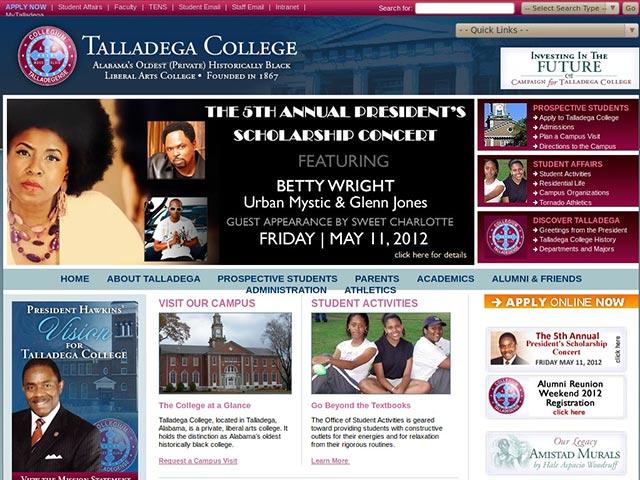 APPLY NOW | Student Affairs | Faculty | TENS | Student Email | Staff Email | Intranet |
MyTalladega
Search for:
-- Select Search Type --
Go
-- Quick Links --
COLLEGIUM
TALLADEGENSE
TALLADEGA COLLEGE
ALABAMA'S OLDEST (PRIVATE) HISTORICALLY BLACK
LIBERAL ARTS COLLEGE • FOUNDED IN 1867
INVESTING IN THE
FUTURE
CAMPAIGN for TALLADEGA COLLEGE
THE 5TH ANNUAL PRESIDENT'S
SCHOLARSHIP CONCERT
FEATURING
BETTY WRIGHT
Urban Mystic & Glenn Jones
GUEST APPEARANCE BY SWEET CHARLOTTE
FRIDAY | MAY 11, 2012
click here for details
PROSPECTIVE STUDENTS
Apply to Talladega College
Admissions
Plan a Campus Visit
Directions to the Campus
STUDENT AFFAIRS
Student Activities
Residential Life
Campus Organizations
Tornado Athletics
DISCOVER TALLADEGA
Greetings from the President
Talladega College History
Departments and Majors
HOME ABOUT TALLADEGA PROSPECTIVE STUDENTS PARENTS ACADEMICS ALUMNI & FRIENDS
ADMINISTRATION ATHLETICS
PRESIDENT HAWKINS'
Vision
FOR
TALLADEGA COLLEGE
VIEW THE MISSION STATEMENT
VISIT OUR CAMPUS
The College at a Glance
Talladega College, located in Talladega,
Alabama, is a private, liberal arts college. It
holds the distinction as Alabama's oldest
historically black college.
Request a Campus Visit
STUDENT ACTIVITIES
Go Beyond the Textbooks
The Office of Student Activities is geared
toward providing students with constructive
outlets for their energies and for relaxation
from their rigorous routines.
Learn More
APPLY ONLINE NOW
The 5th Annual
President's Scholarship
Concert
FRIDAY MAY 11, 2012
click here
Alumni Reunion
Weekend 2012
Registration
click here
Our Legacy
AMISTAD MURALS
by Hale Aspacio Woodruff